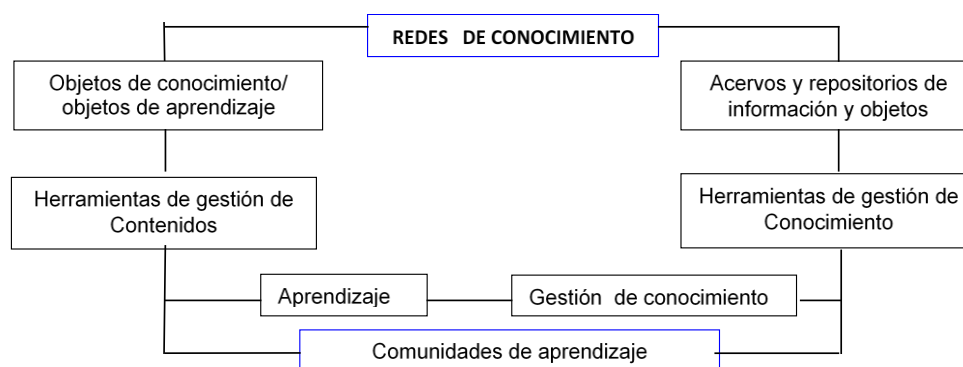 REDES DE CONOCIMIENTO
Objetos de conocimiento/
objetos de aprendizaje
Acervos y repositorios de
información y objetos
Herramientas de gestión de
Contenidos
Herramientas de gestión de
Conocimiento
Aprendizaje
Gestión de conocimiento
Comunidades de aprendizaje